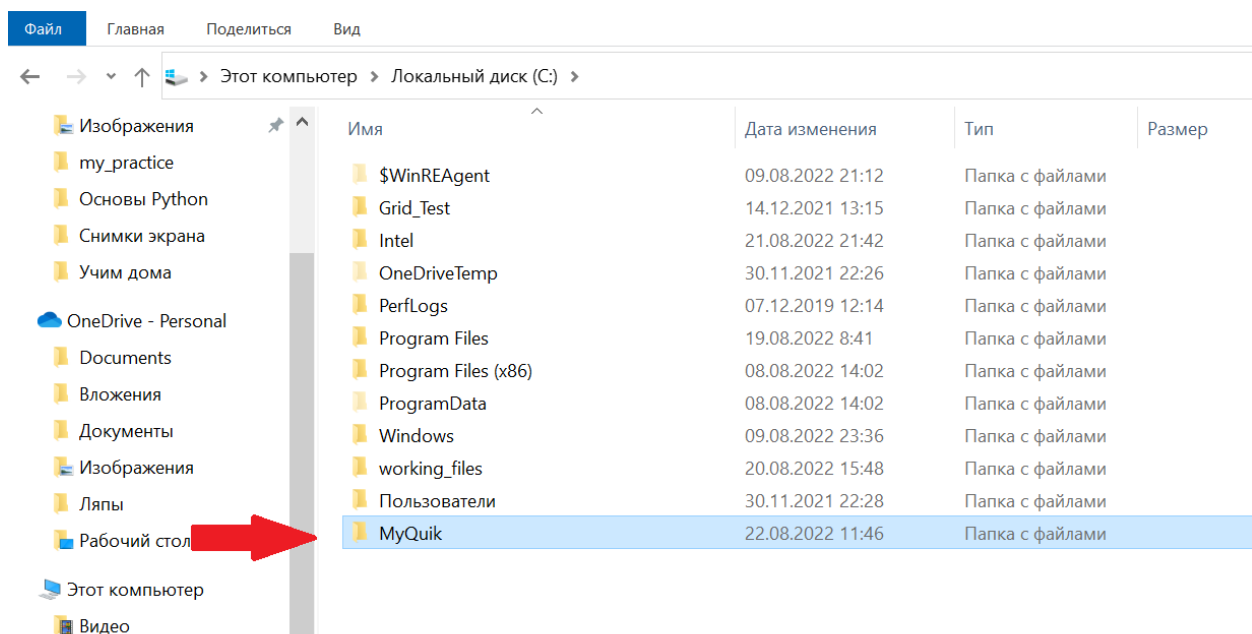 Файл Главная Поделиться Вид
Этот компьютер Локальный диск (C:)
Изображения
my_practice
Основы Python
Снимки экрана
Учим дома
OneDrive - Personal
Documents
Вложения
Документы
Изображения
Ляпы
Рабочий стол
Этот компьютер
Видео
Имя Дата изменения Тип Размер
$WinREAgent 09.08.2022 21:12 Папка с файлами
Grid_Test 14.12.2021 13:15 Папка с файлами
Intel 21.08.2022 21:42 Папка с файлами
OneDriveTemp 30.11.2021 22:26 Папка с файлами
PerfLogs 07.12.2019 12:14 Папка с файлами
Program Files 19.08.2022 8:41 Папка с файлами
Program Files (x86) 08.08.2022 14:02 Папка с файлами
ProgramData 08.08.2022 14:02 Папка с файлами
Windows 09.08.2022 23:36 Папка с файлами
working_files 20.08.2022 15:48 Папка с файлами
Пользователи 30.11.2021 22:28 Папка с файлами
MyQuik 22.08.2022 11:46 Папка с файлами